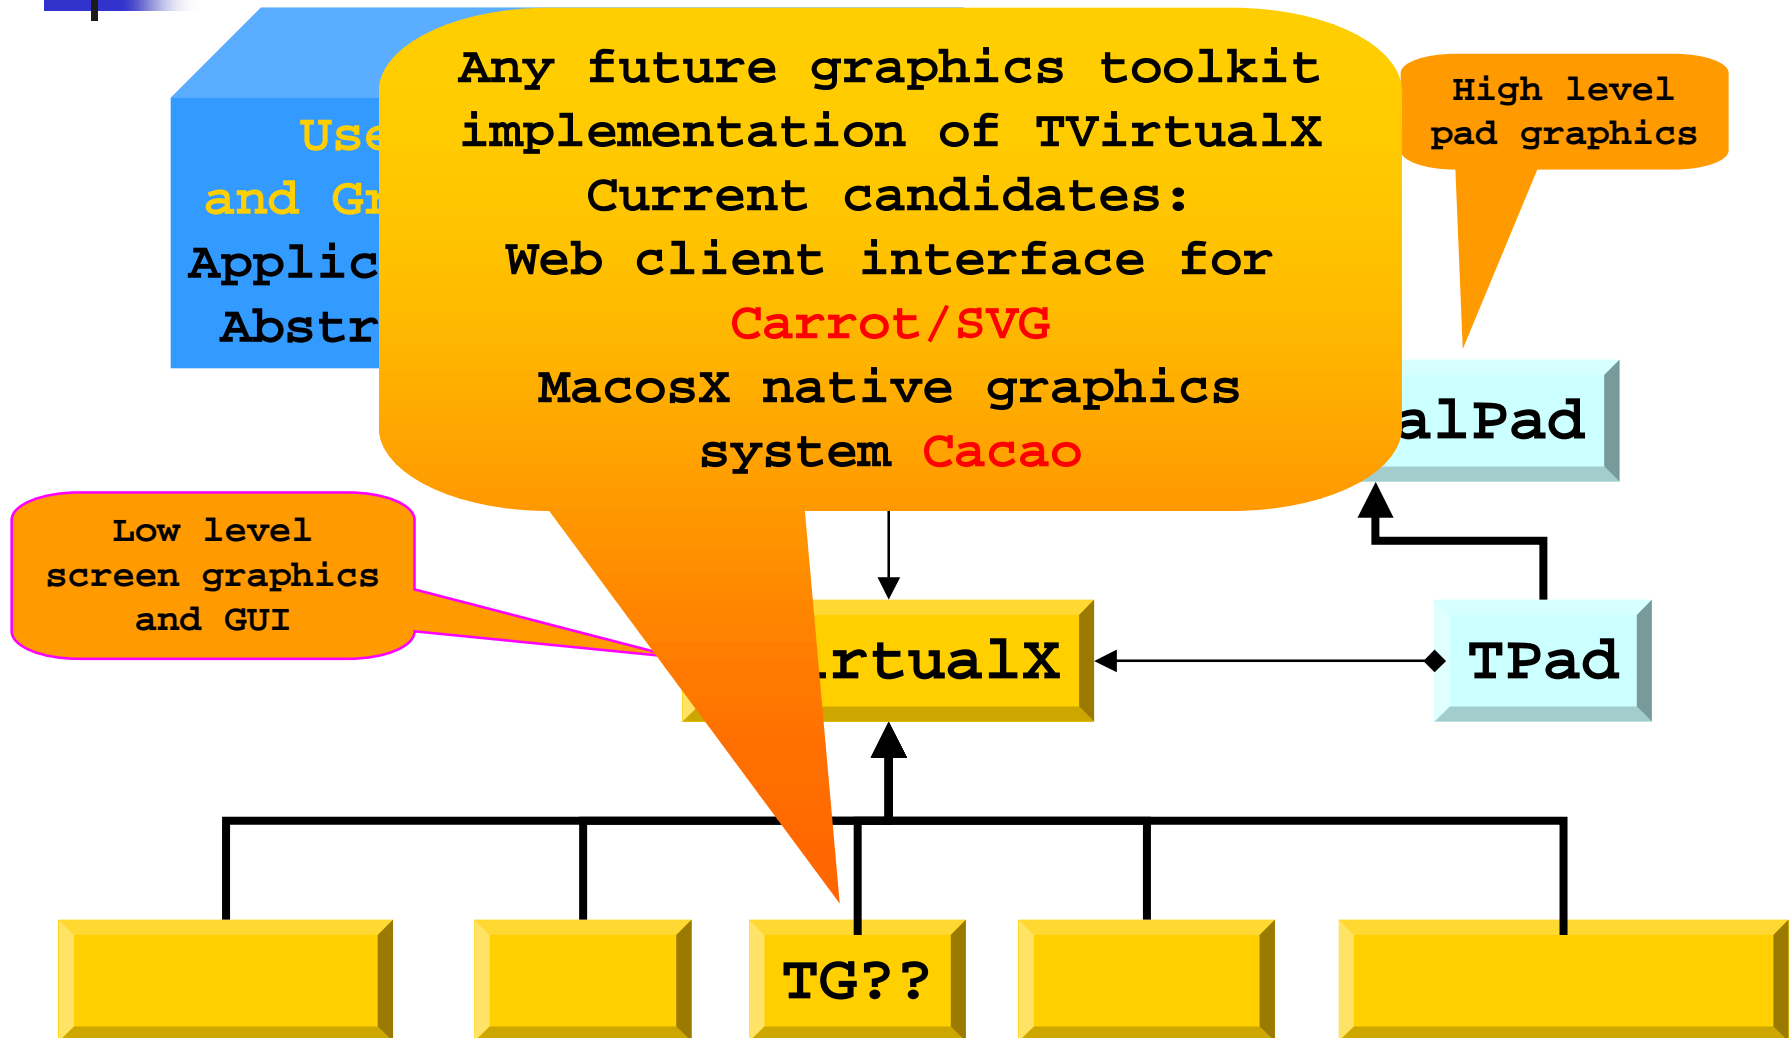 Any future graphics toolkit
implementation of TVirtualX
Current candidates:
Web client interface for
Carrot/SVG
MacosX native graphics
system Cacao
High level
pad graphics
Use
and Gr
Applic
Abstr
alPad
Low level
screen graphics
and GUI
rtualX
TPad
TG??